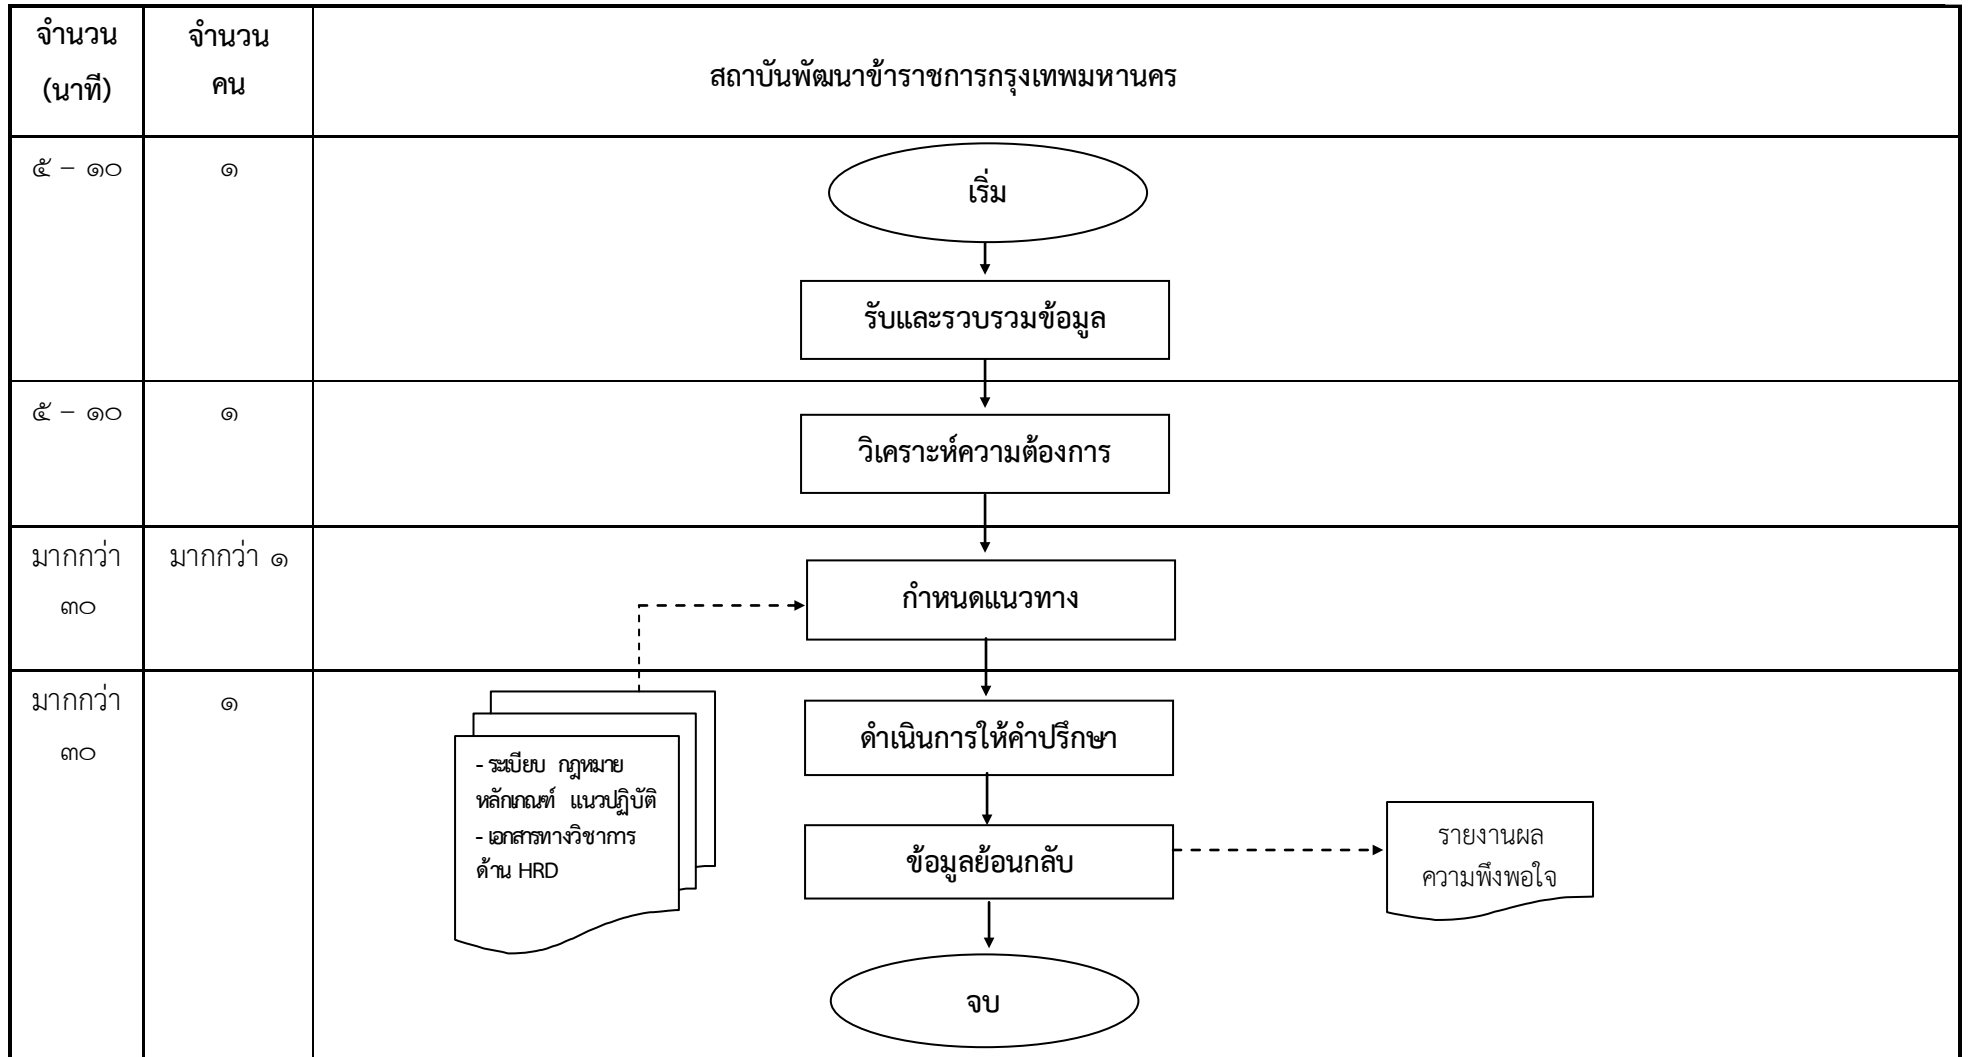 จำนวน
(นาที)
จำนวน
คน
สถาบันพัฒนาข้าราชการกรุงเทพมหานคร
๕ – ๑๐
๑
เริ่ม
รับและรวบรวมข้อมูล
๕ – ๑๐
๑
วิเคราะห์ความต้องการ
มากกว่า
๓๐
มากกว่า ๑
กำหนดแนวทาง
มากกว่า
๓๐
๑
ดำเนินการให้คำปรึกษา
- ระเบียบ กฎหมาย
หลักเกณฑ์ แนวปฏิบัติ
- เอกสารทางวิชาการ
ด้าน HRD
ข้อมูลย้อนกลับ
รายงานผล
ความพึงพอใจ
จบ